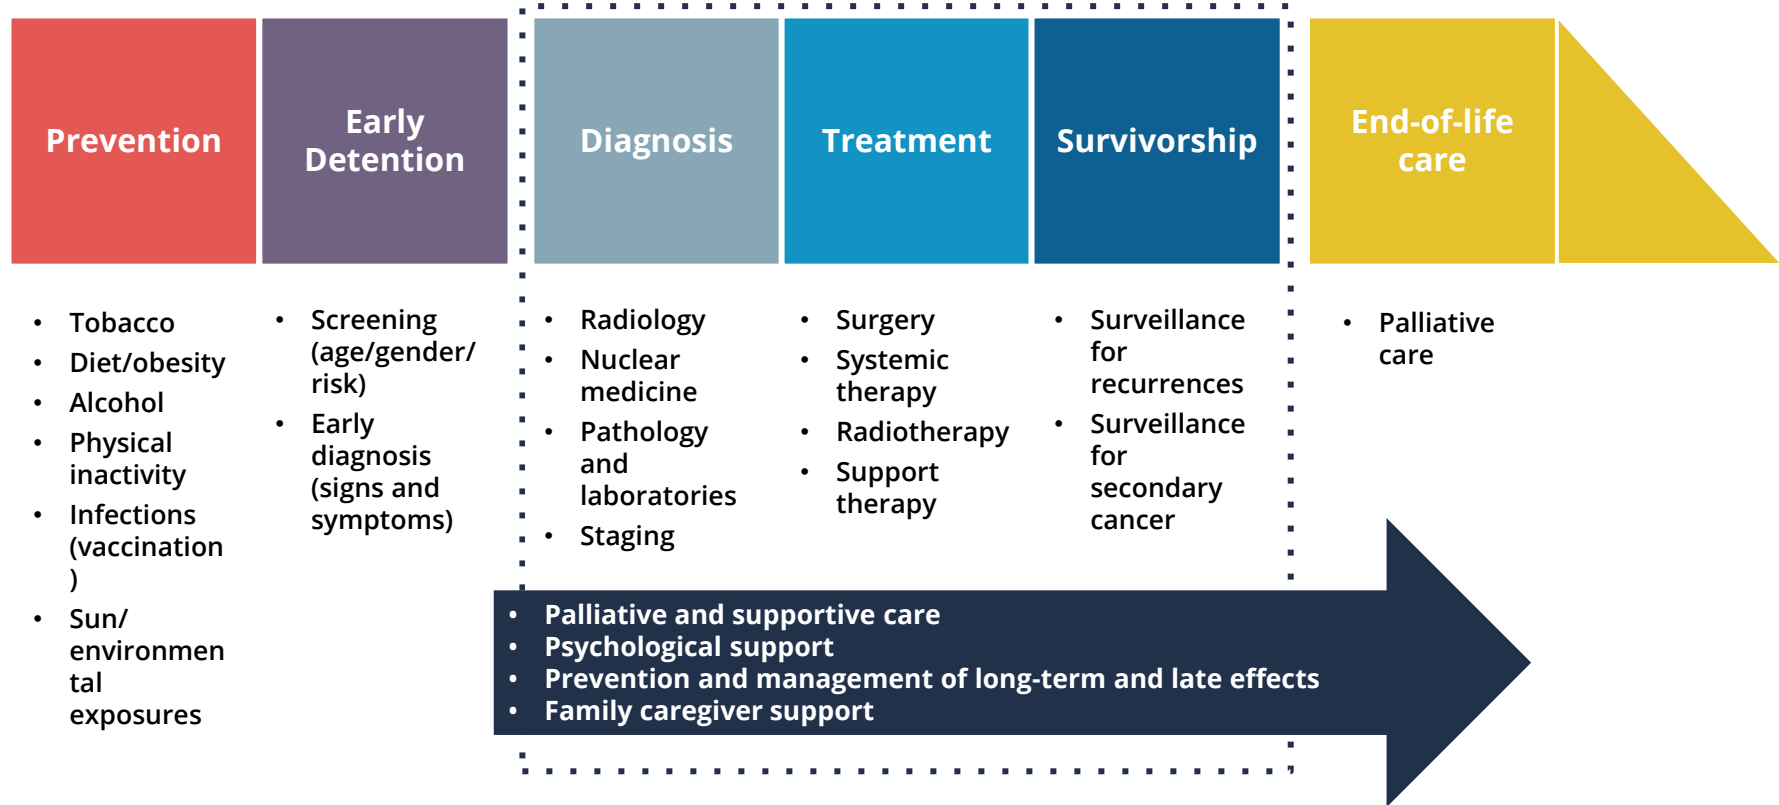 Prevention
Early
Detention
Diagnosis
Treatment
Survivorship
End-of-life
care
• Tobacco
• Diet/obesity
• Alcohol
• Physical
inactivity
• Infections
(vaccination
)
• Sun/
environmen
tal
exposures
• Screening
(age/gender/
risk)
• Early
diagnosis
(signs and
symptoms)
• Radiology
• Nuclear
medicine
• Pathology
and
laboratories
• Staging
• Surgery
• Systemic
therapy
• Radiotherapy
• Support
therapy
• Surveillance
for
recurrences
• Surveillance
for
secondary
cancer
• Palliative
care
• Palliative and supportive care
• Psychological support
• Prevention and management of long-term and late effects
• Family caregiver support